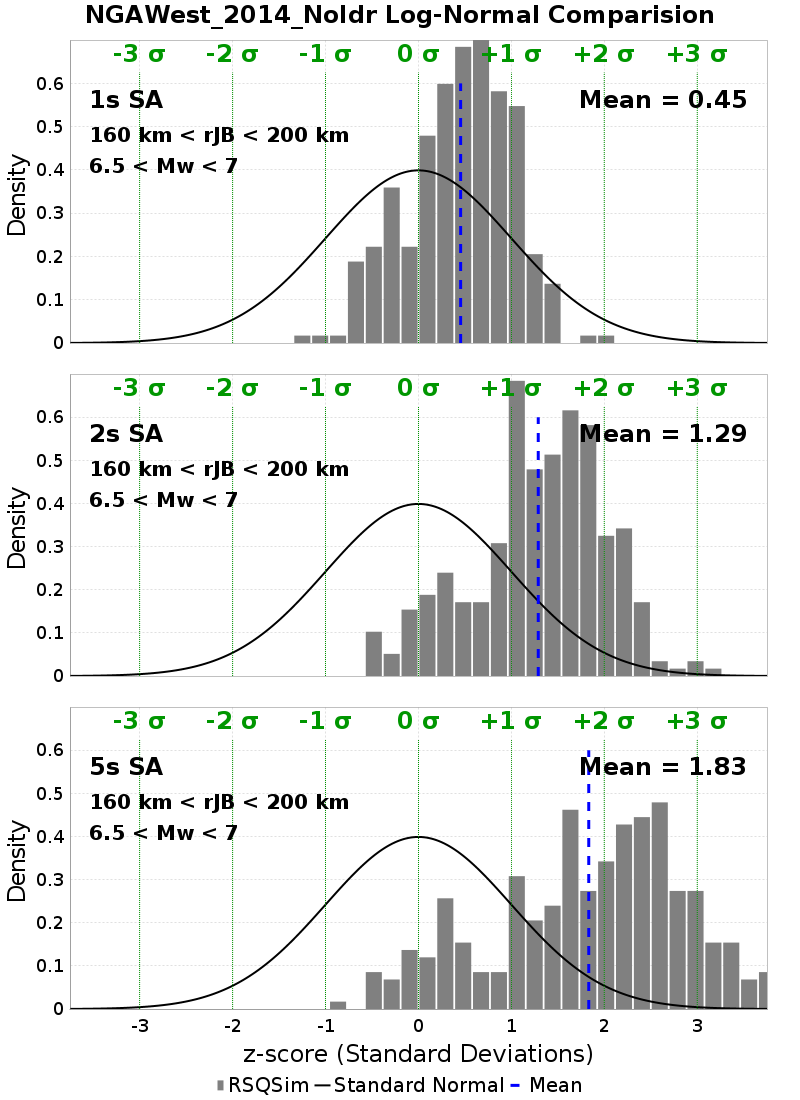 NGAWest_2014_NoIdr Log-Normal Comparision
-3 σ -2 σ -1 σ 0 σ +1 σ +2 σ +3 σ
1s SA
Mean = 0.45
160 km < rJB < 200 km
6.5 < Mw < 7
Density
0.6
0.5
0.4
0.3
0.2
0.1
0
-3 σ -2 σ -1 σ 0 σ +1 σ +2 σ +3 σ
2s SA
Mean = 1.29
160 km < rJB < 200 km
6.5 < Mw < 7
Density
0.6
0.5
0.4
0.3
0.2
0.1
0
-3 σ -2 σ -1 σ 0 σ +1 σ +2 σ +3 σ
5s SA
Mean = 1.83
160 km < rJB < 200 km
6.5 < Mw < 7
Density
0.6
0.5
0.4
0.3
0.2
0.1
0
-3 -2 -1 0 1 2 3
z-score (Standard Deviations)
RSQSim Standard Normal Mean